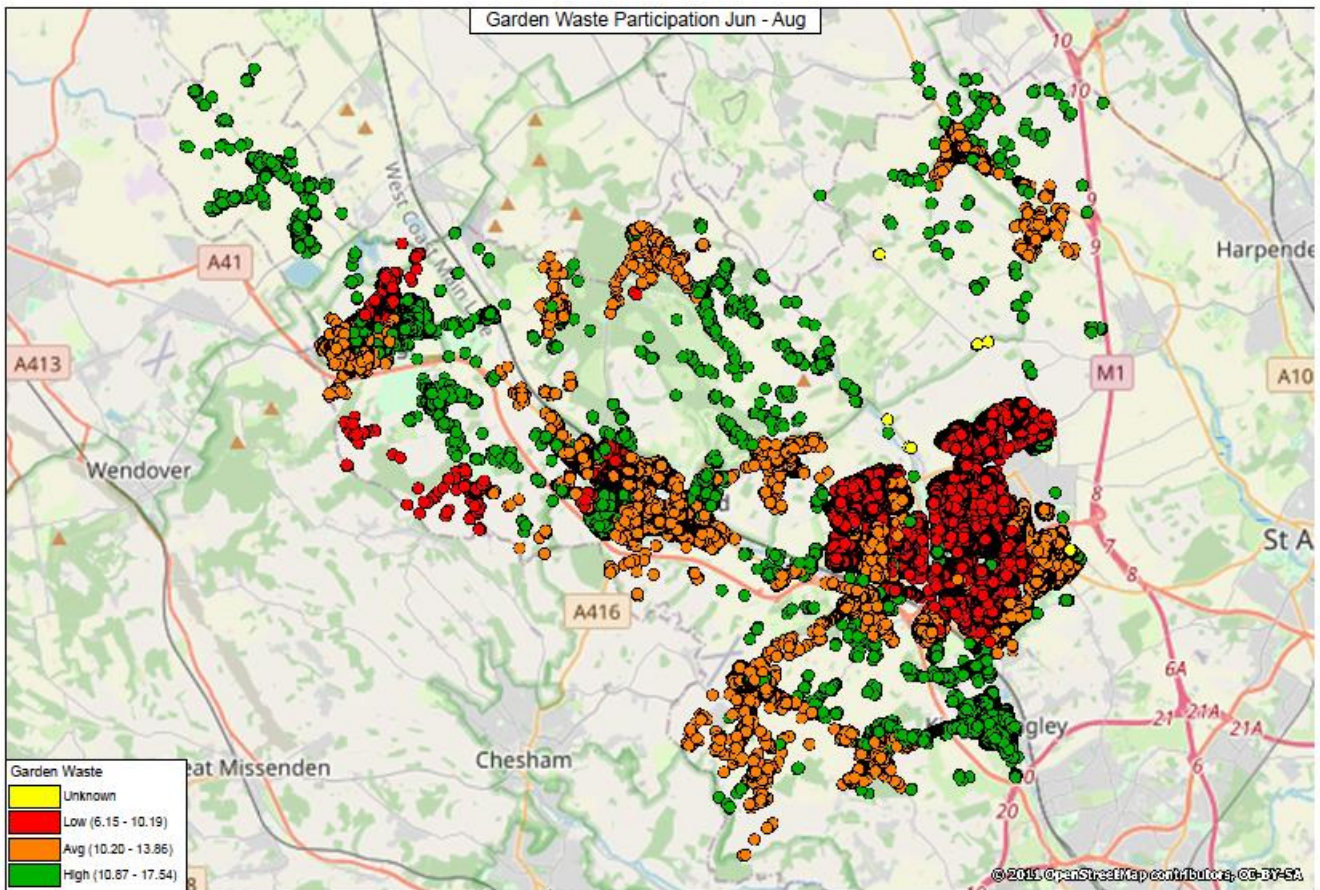 Garden Waste Participation Jun - Aug
10
10
West Coast Main Line
A41
9
9
Harpende
A413
M1
A10
Wendover
8
7
8
St A
A416
6A
21
21A
21A
gley
6
Chesham
eat Missenden
20
Garden Waste
Unknown
Low (6.15 - 10.19)
Avg (10.20 - 13.86)
High (10.87 - 17.54)
© 2011 OpenStreetMap contributors, CC-BY-SA